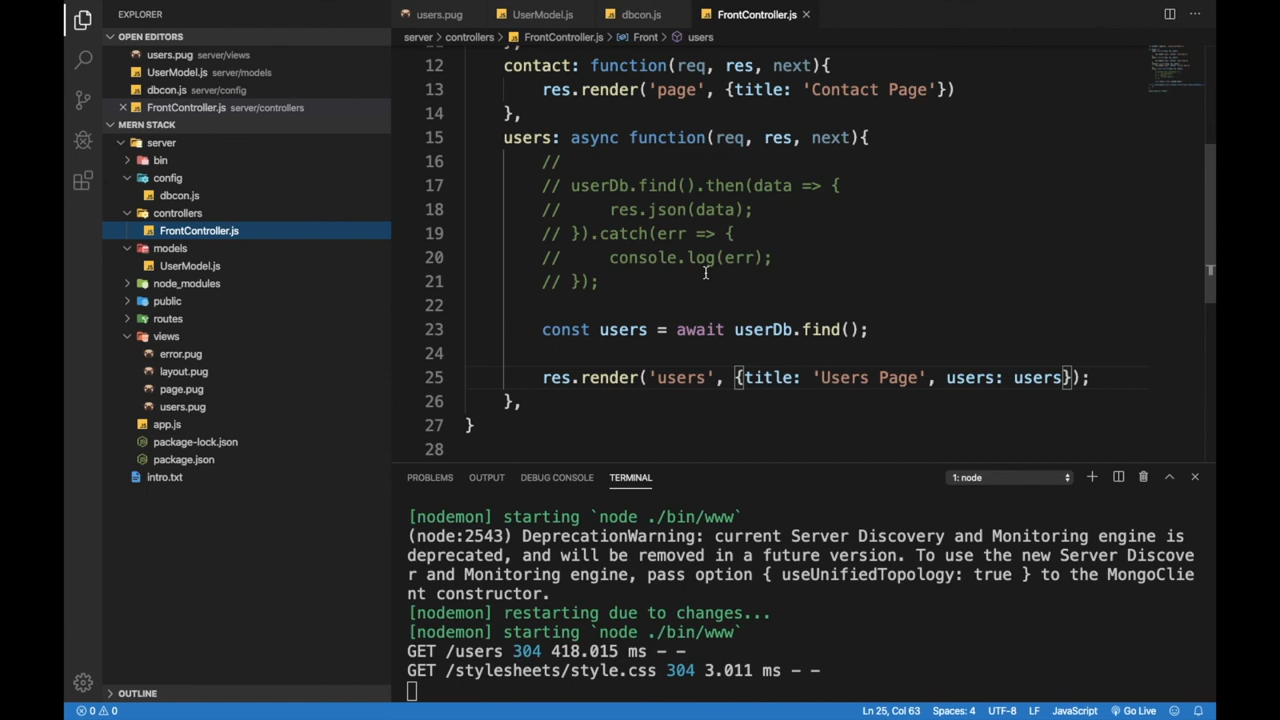 EXPLORER
OPEN EDITORS
users.pug server/views
UserModel.js server/models
dbcon.js server/config
FrontController.js server/controllers
MERN STACK
server
bin
config
dbcon.js
controllers
FrontController.js
models
UserModel.js
node_modules
public
routes
views
error.pug
layout.pug
page.pug
users.pug
app.js
package-lock.json
package.json
intro.txt
OUTLINE
users.pug UserModel.js dbcon.js FrontController.js
server › controllers › FrontController.js › Front › users
12 contact: function(req, res, next){
13 res.render('page', {title: 'Contact Page'})
14 },
15 users: async function(req, res, next){
16 //
17 // userDb.find().then(data => {
18 // res.json(data);
19 // }).catch(err => {
20 // console.log(err);
21 // });
22
23 const users = await userDb.find();
24
25 res.render('users', {title: 'Users Page', users: users});
26 },
27 }
28
PROBLEMS OUTPUT DEBUG CONSOLE TERMINAL 1: node
[nodemon] starting `node ./bin/www`
(node:2543) DeprecationWarning: current Server Discovery and Monitoring engine is
deprecated, and will be removed in a future version. To use the new Server Discove
r and Monitoring engine, pass option { useUnifiedTopology: true } to the MongoClie
nt constructor.
[nodemon] restarting due to changes...
[nodemon] starting `node ./bin/www`
GET /users 304 418.015 ms - -
GET /stylesheets/style.css 304 3.011 ms - -
0 0 Ln 25, Col 63 Spaces: 4 UTF-8 LF JavaScript Go Live